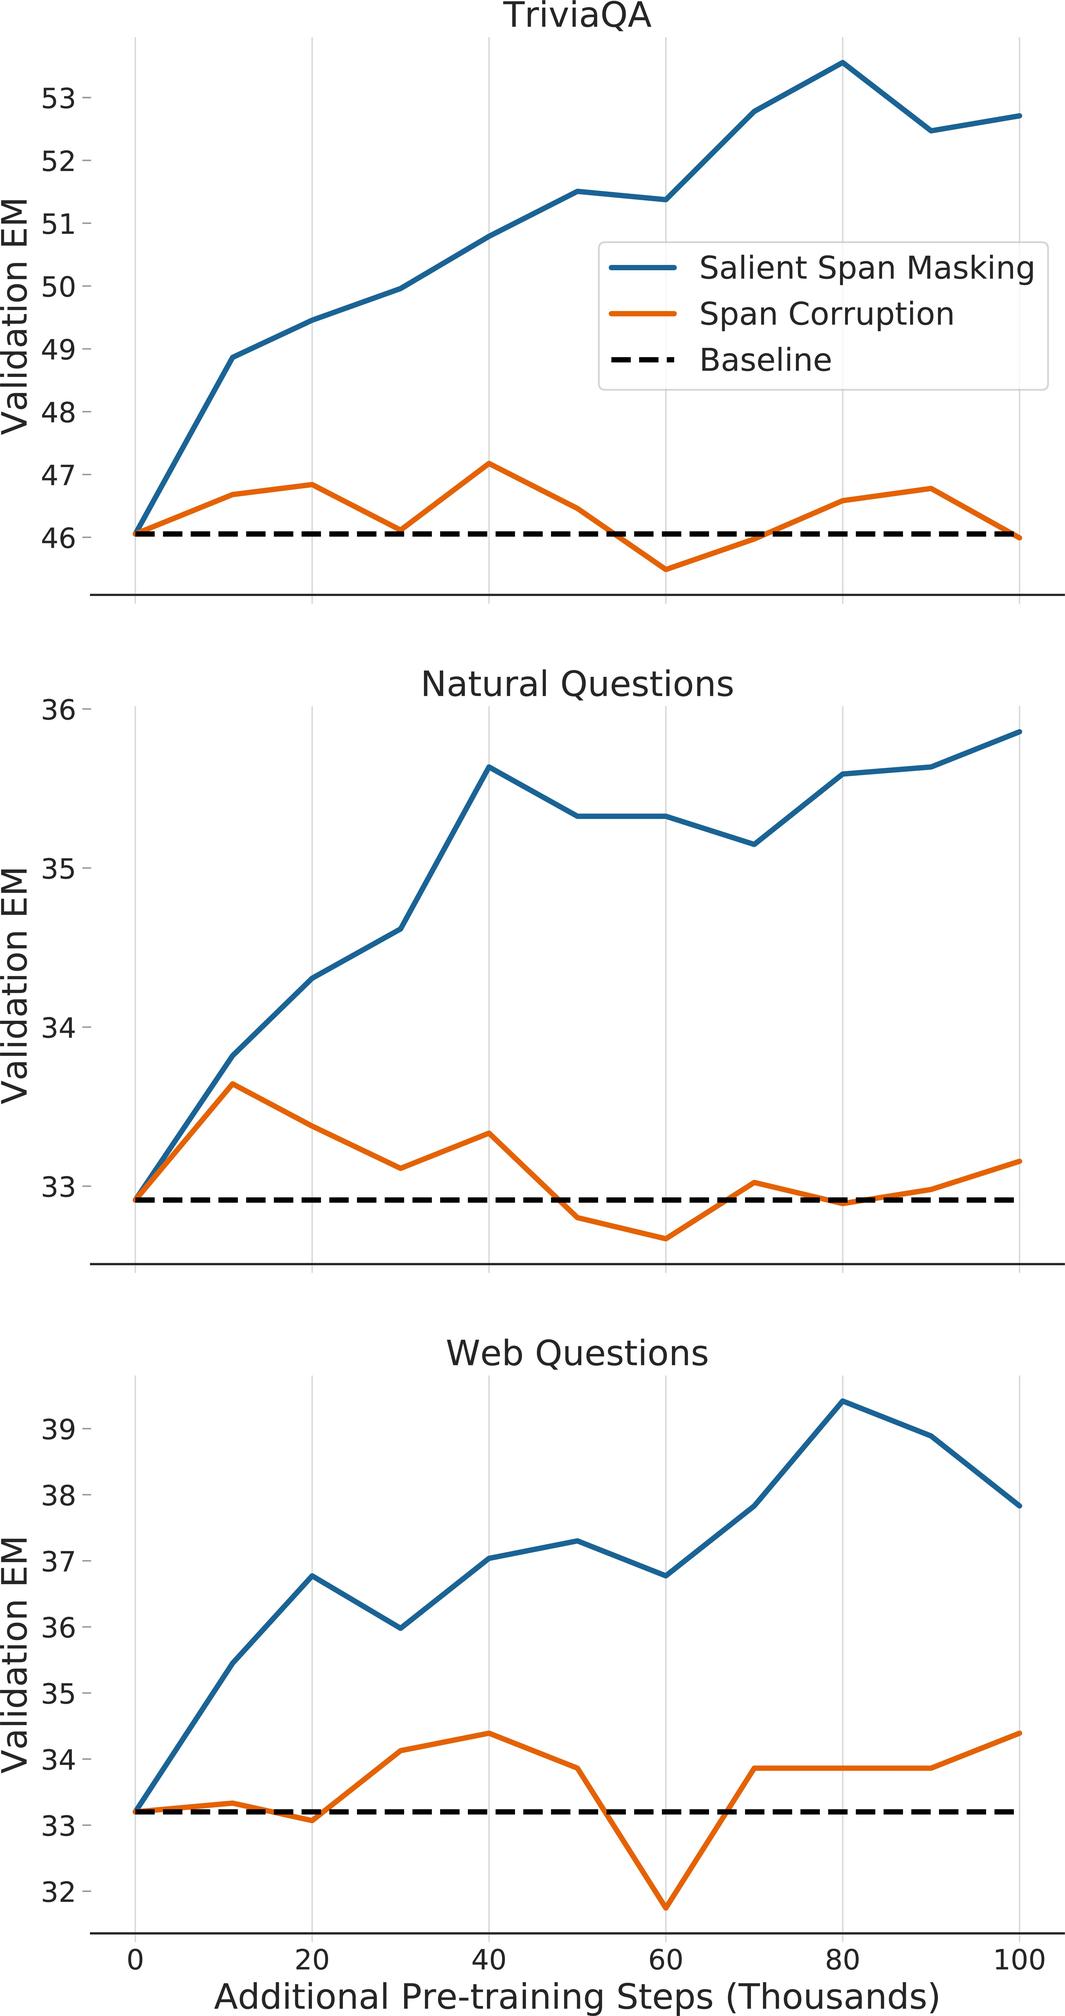 TriviaQA
53
52
51
50
49
48
47
46
Validation EM
Salient Span Masking
Span Corruption
Baseline
Natural Questions
36
35
34
33
Validation EM
Web Questions
39
38
37
36
35
34
33
32
Validation EM
0 20 40 60 80 100
Additional Pre-training Steps (Thousands)